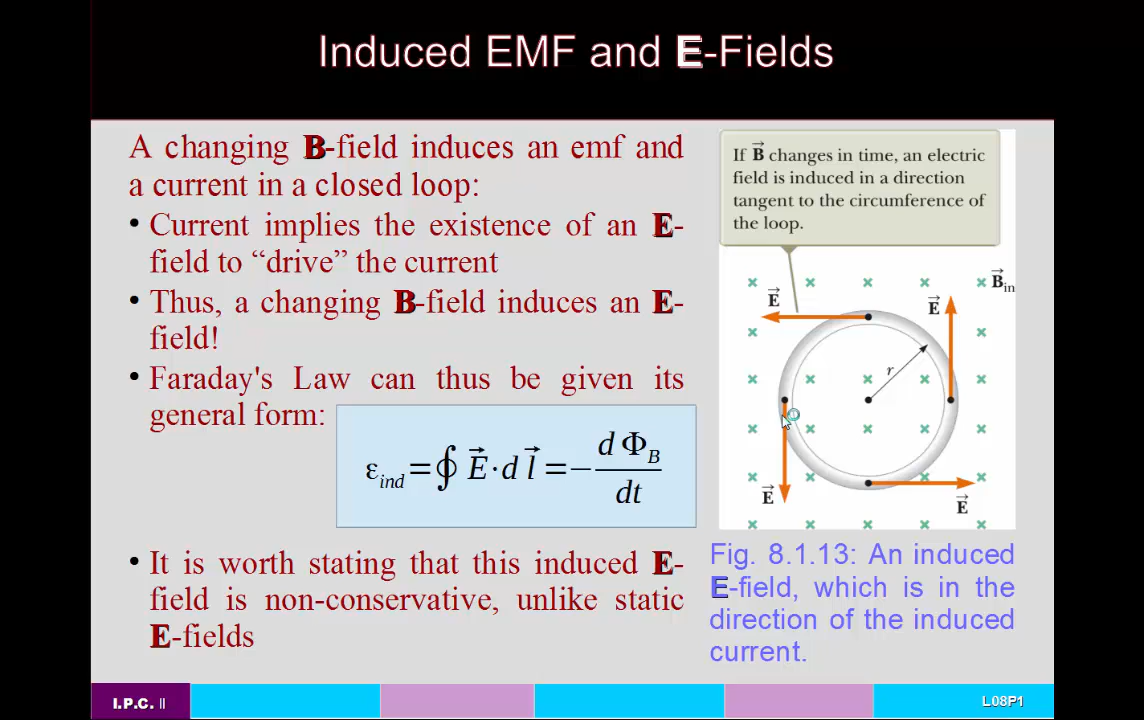 Induced EMF and E-Fields
A changing B-field induces an emf and
a current in a closed loop:
• Current implies the existence of an E-
field to “drive” the current
• Thus, a changing B-field induces an E-
field!
• Faraday's Law can thus be given its
general form:
ε_ind = ∮ E⃗ · d l⃗ = − d Φ_B / dt
• It is worth stating that this induced E-
field is non-conservative, unlike static
E-fields
If B⃗ changes in time, an electric
field is induced in a direction
tangent to the circumference of
the loop.
B⃗in
E⃗
E⃗
r
E⃗
E⃗
Fig. 8.1.13: An induced
E-field, which is in the
direction of the induced
current.
I.P.C. II
L08P1